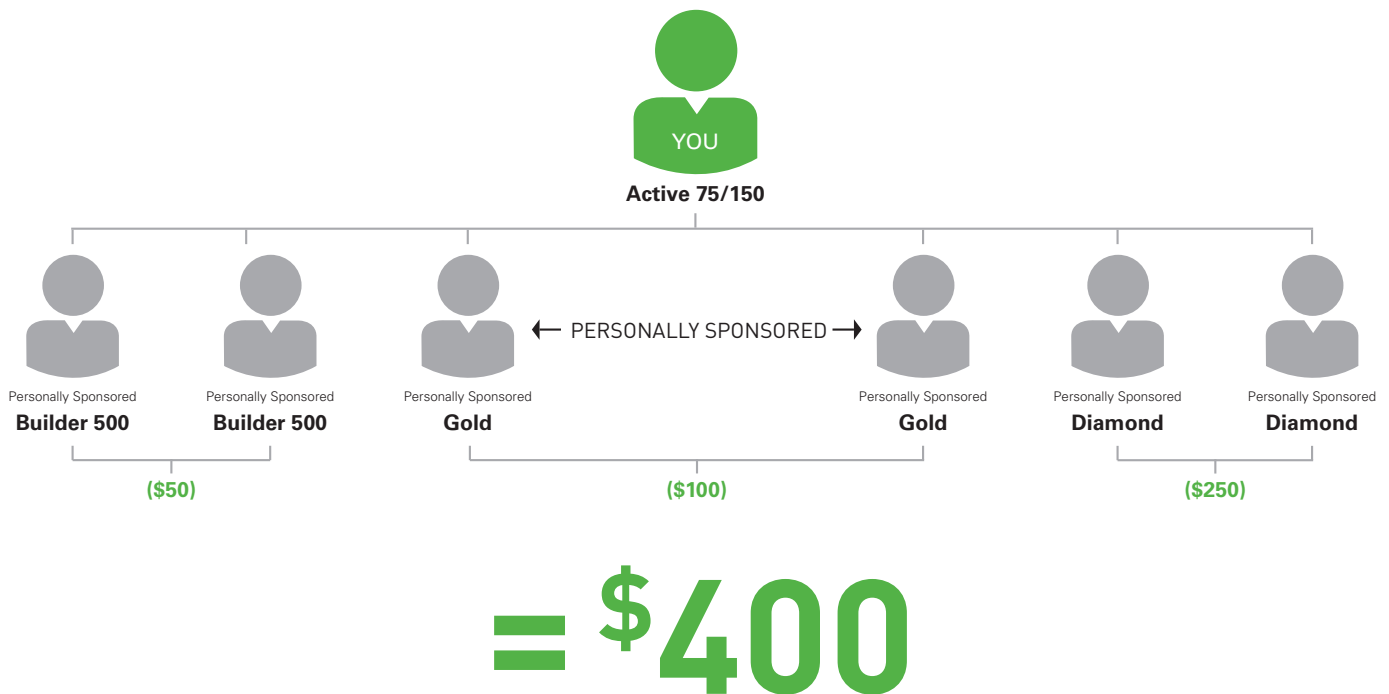 YOU
Active 75/150
PERSONALLY SPONSORED
Personally Sponsored
Builder 500
Personally Sponsored
Builder 500
Personally Sponsored
Gold
Personally Sponsored
Gold
Personally Sponsored
Diamond
Personally Sponsored
Diamond
($50)
($100)
($250)
= $400